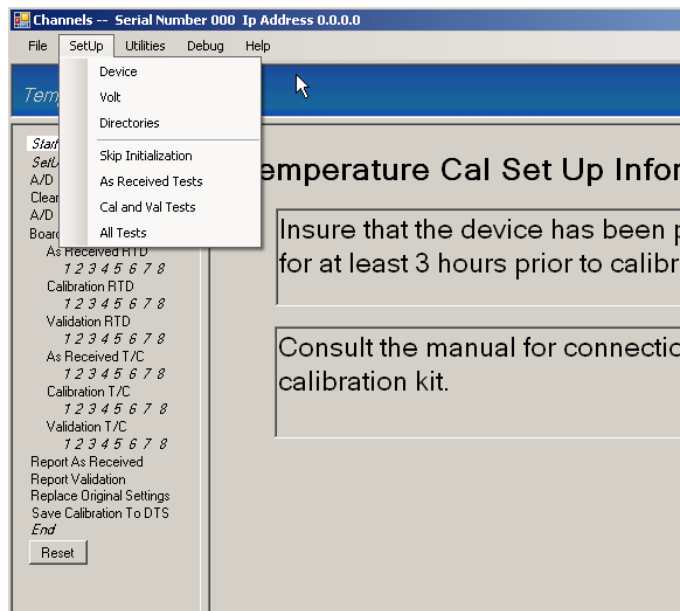 Channels -- Serial Number 000 Ip Address 0.0.0.0
File SetUp Utilities Debug Help
Device
Volt
Directories
Skip Initialization
As Received Tests
Cal and Val Tests
All Tests
A/D
A/D
As Received RTD
1 2 3 4 5 6 7 8
Calibration RTD
1 2 3 4 5 6 7 8
Validation RTD
1 2 3 4 5 6 7 8
As Received T/C
1 2 3 4 5 6 7 8
Calibration T/C
1 2 3 4 5 6 7 8
Validation T/C
1 2 3 4 5 6 7 8
Report As Received
Report Validation
Replace Original Settings
Save Calibration To DTS
End
Reset
emperature Cal Set Up Infor
Insure that the device has been p
for at least 3 hours prior to calibr
Consult the manual for connectio
calibration kit.